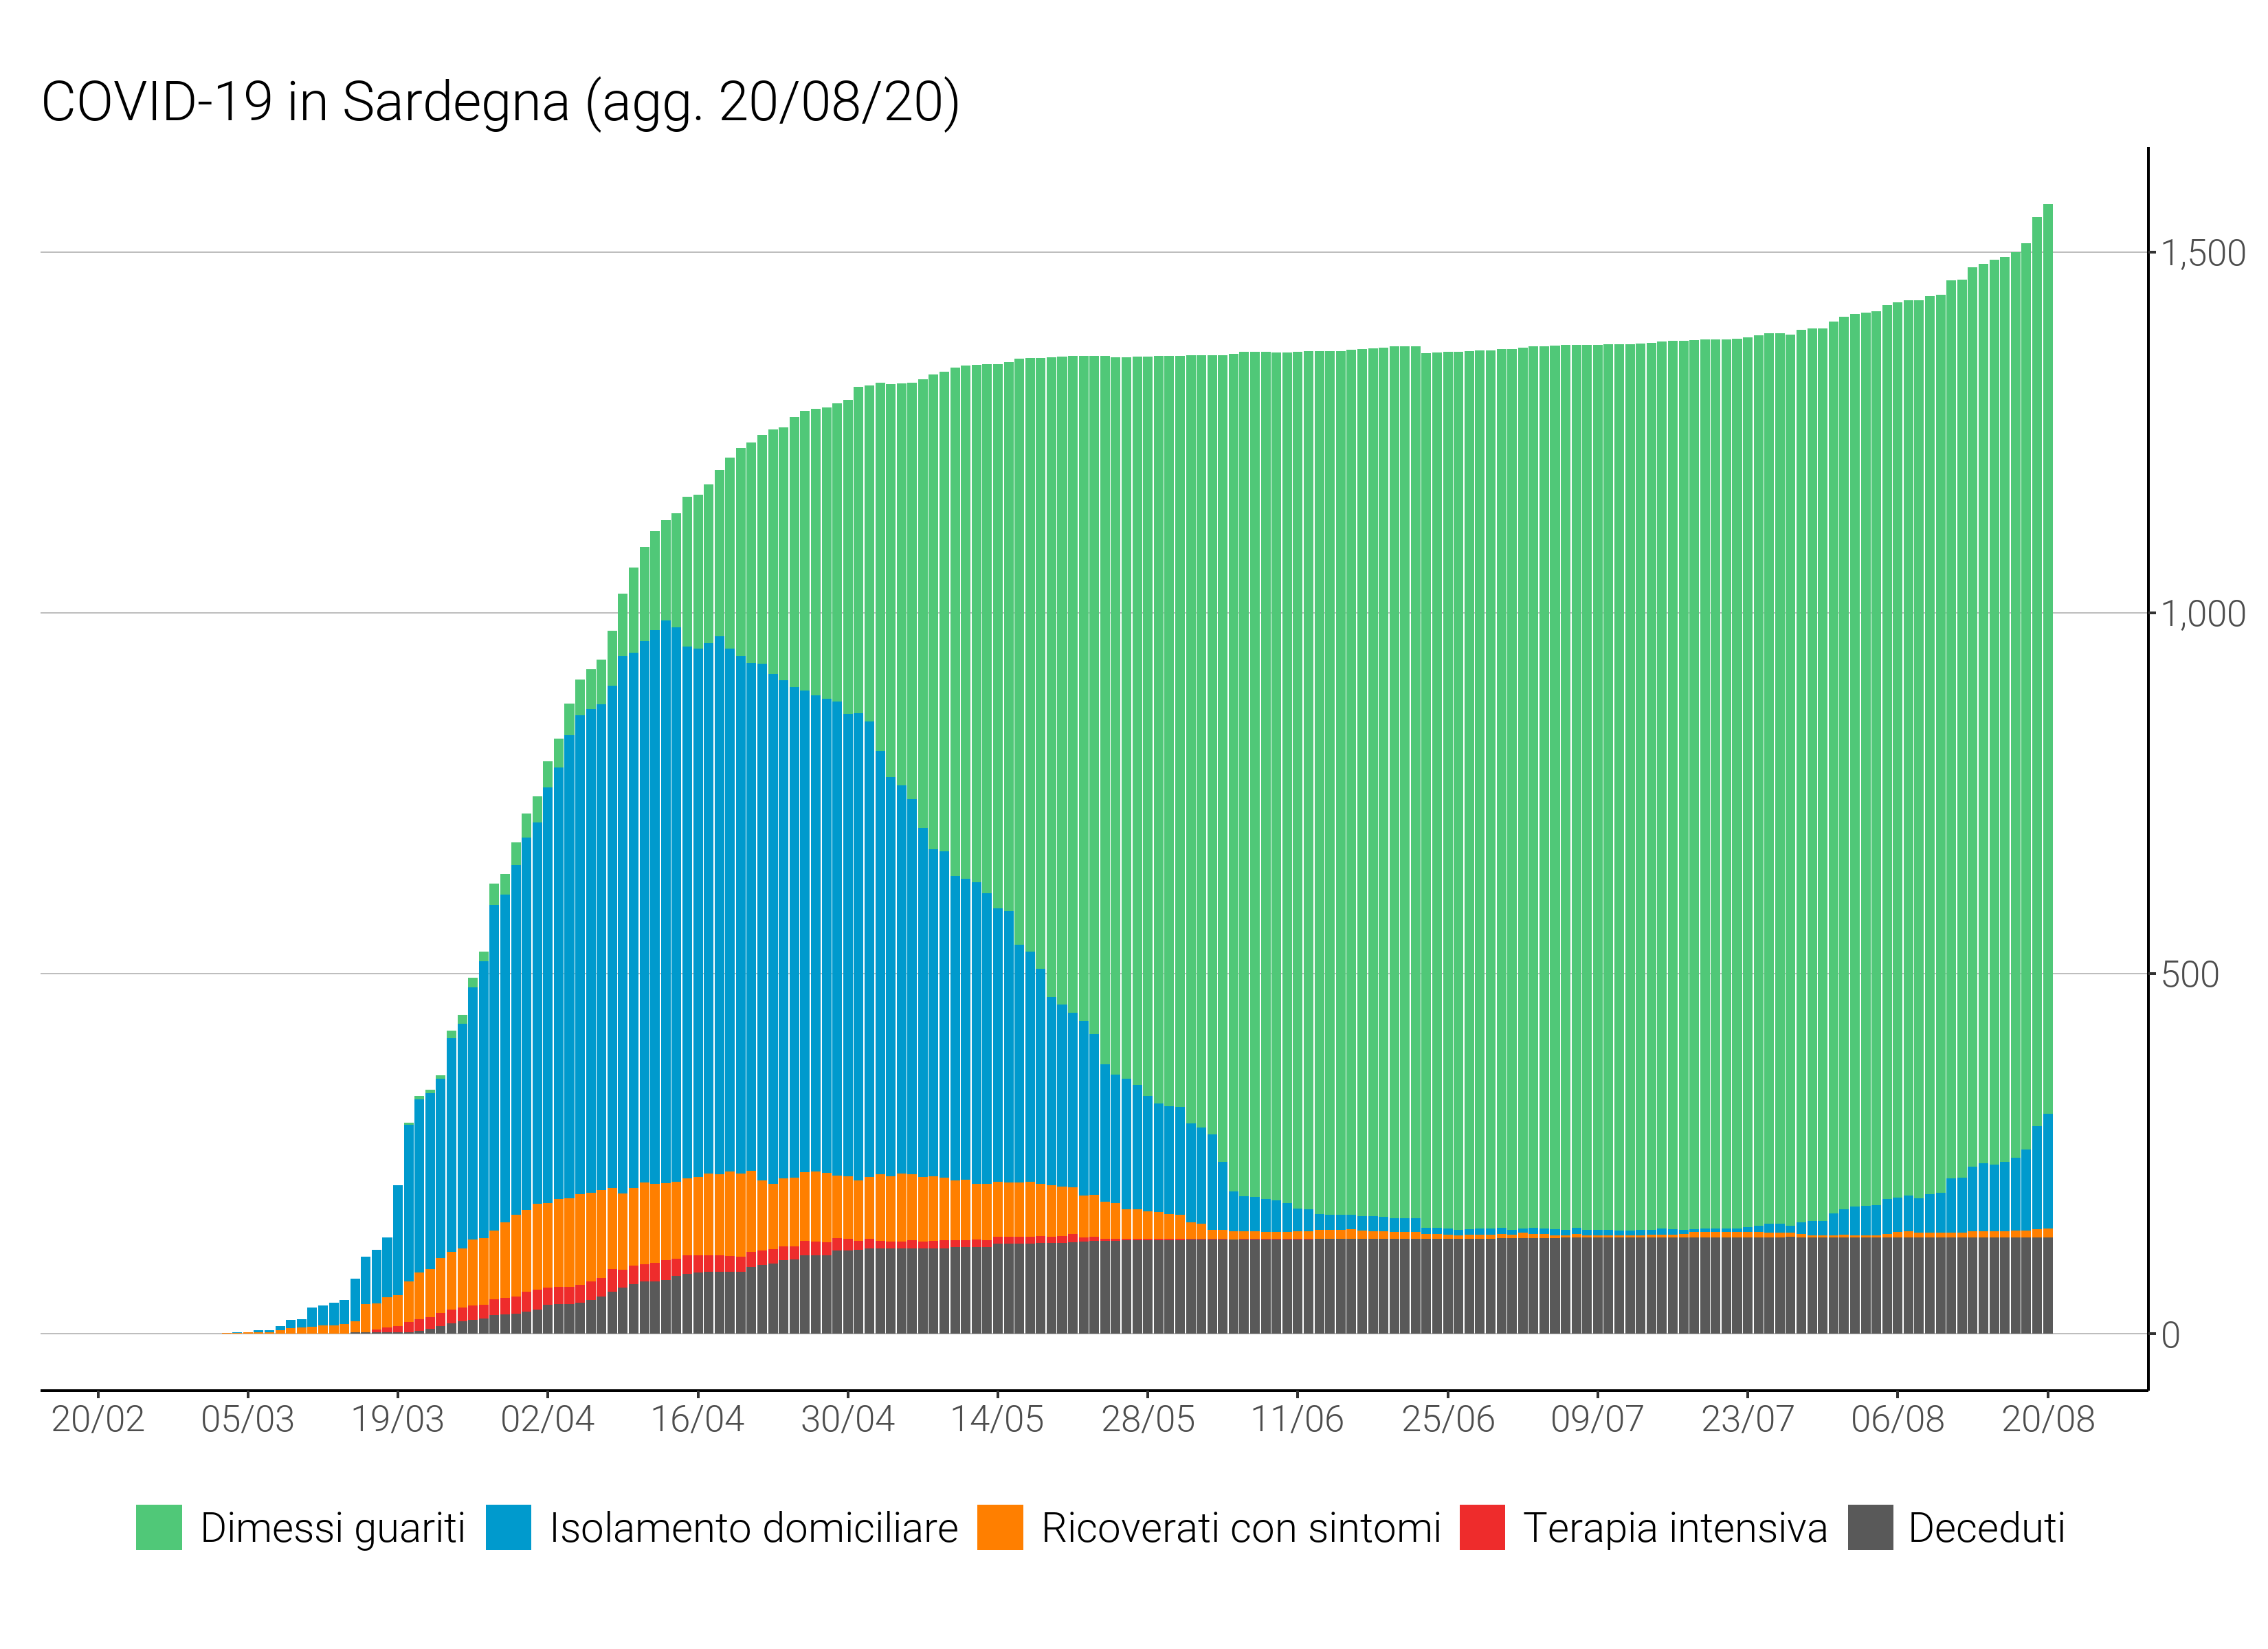 COVID-19 in Sardegna (agg. 20/08/20)
1,500
1,000
500
0
20/02 05/03 19/03 02/04 16/04 30/04 14/05 28/05 11/06 25/06 09/07 23/07 06/08 20/08
Dimessi guariti Isolamento domiciliare Ricoverati con sintomi Terapia intensiva Deceduti